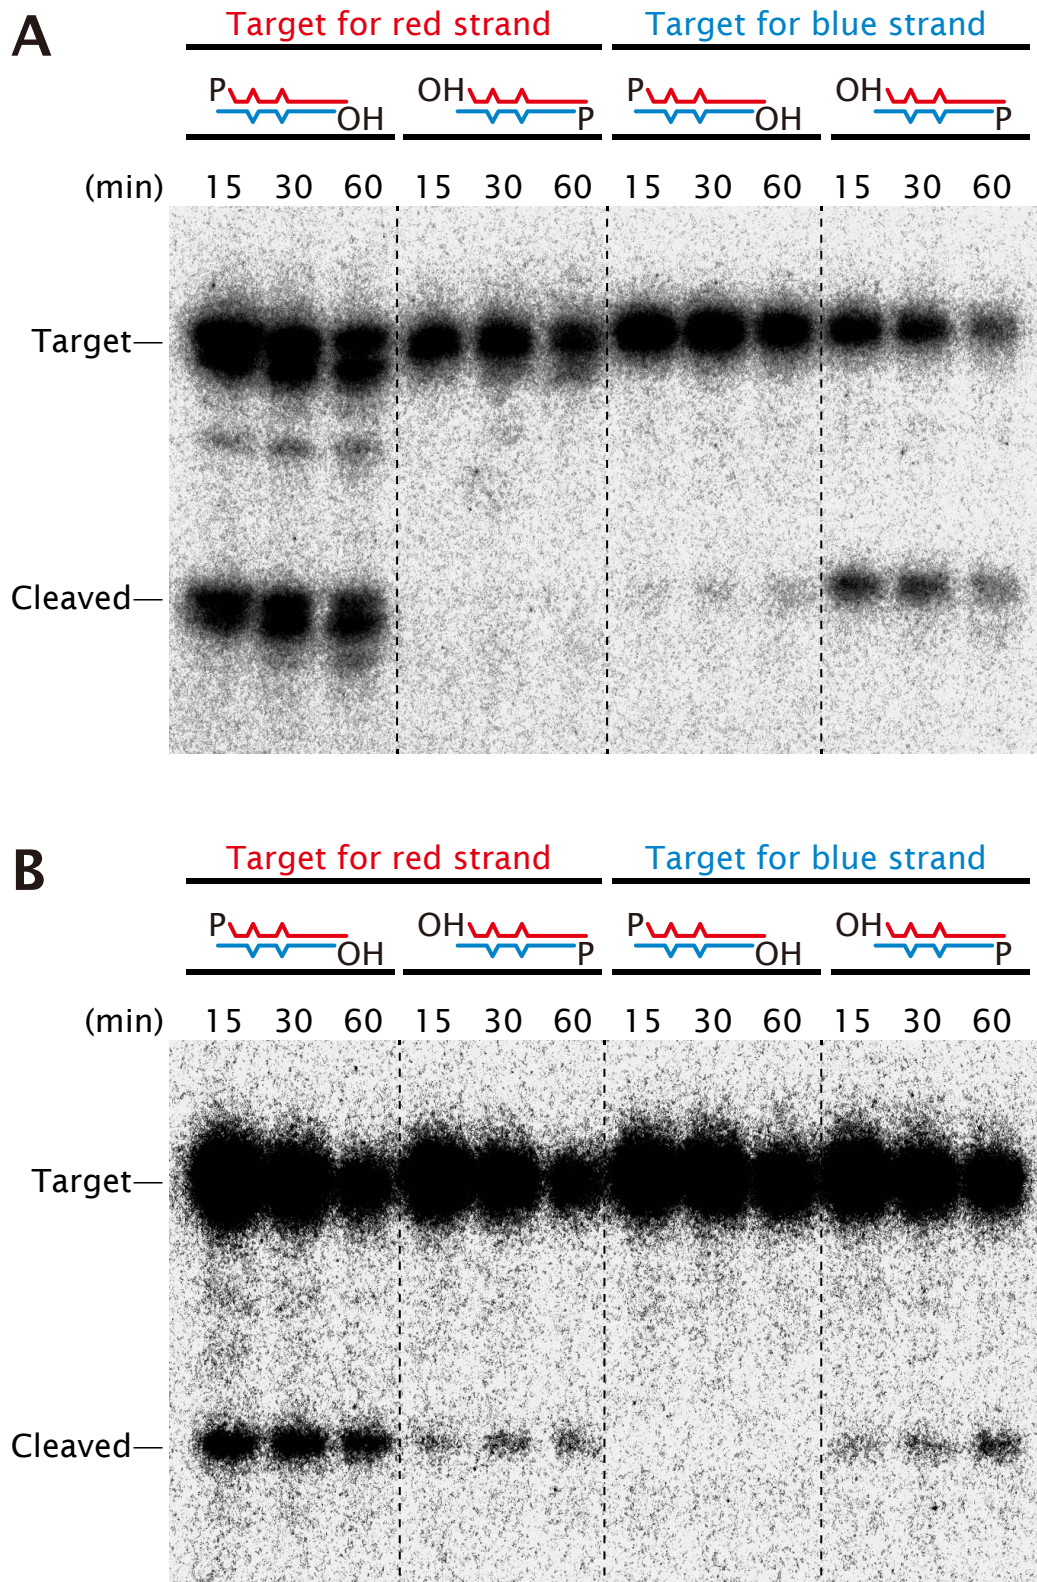 A
Target for red strand Target for blue strand
P OH OH P P OH OH P
(min) 15 30 60 15 30 60 15 30 60 15 30 60
Target
Cleaved
B
Target for red strand Target for blue strand
P OH OH P P OH OH P
(min) 15 30 60 15 30 60 15 30 60 15 30 60
Target
Cleaved